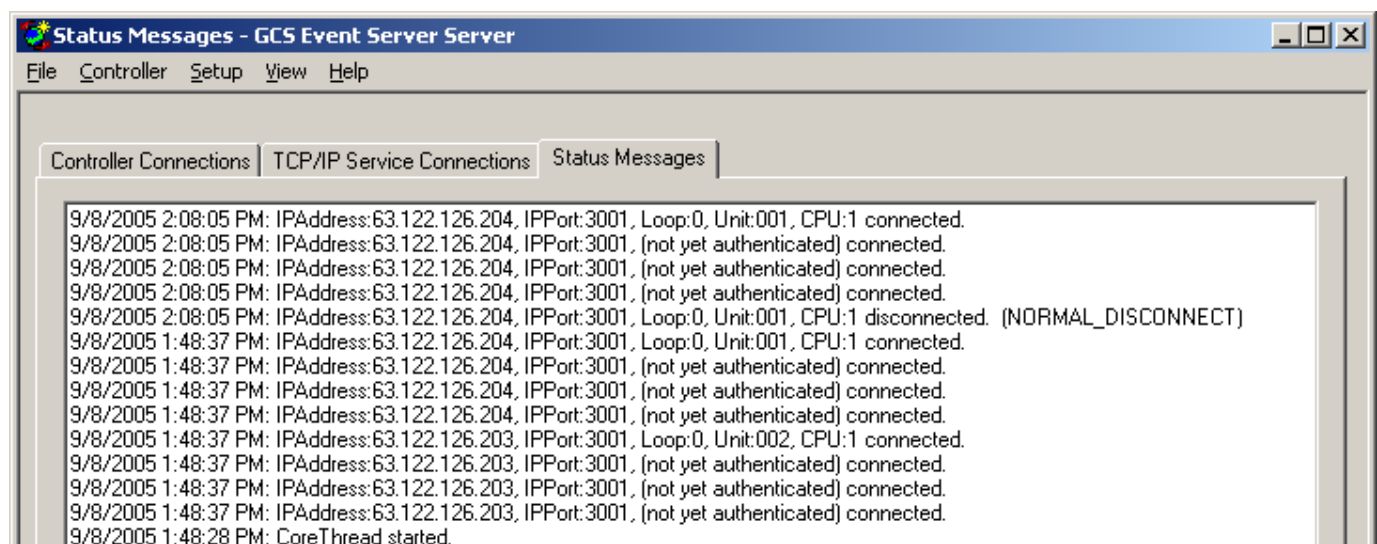 Status Messages - GCS Event Server Server
File Controller Setup View Help
Controller Connections TCP/IP Service Connections Status Messages
9/8/2005 2:08:05 PM: IPAddress:63.122.126.204, IPPort:3001, Loop:0, Unit:001, CPU:1 connected.
9/8/2005 2:08:05 PM: IPAddress:63.122.126.204, IPPort:3001, (not yet authenticated) connected.
9/8/2005 2:08:05 PM: IPAddress:63.122.126.204, IPPort:3001, (not yet authenticated) connected.
9/8/2005 2:08:05 PM: IPAddress:63.122.126.204, IPPort:3001, (not yet authenticated) connected.
9/8/2005 2:08:05 PM: IPAddress:63.122.126.204, IPPort:3001, Loop:0, Unit:001, CPU:1 disconnected. (NORMAL_DISCONNECT)
9/8/2005 1:48:37 PM: IPAddress:63.122.126.204, IPPort:3001, Loop:0, Unit:001, CPU:1 connected.
9/8/2005 1:48:37 PM: IPAddress:63.122.126.204, IPPort:3001, (not yet authenticated) connected.
9/8/2005 1:48:37 PM: IPAddress:63.122.126.204, IPPort:3001, (not yet authenticated) connected.
9/8/2005 1:48:37 PM: IPAddress:63.122.126.204, IPPort:3001, (not yet authenticated) connected.
9/8/2005 1:48:37 PM: IPAddress:63.122.126.203, IPPort:3001, Loop:0, Unit:002, CPU:1 connected.
9/8/2005 1:48:37 PM: IPAddress:63.122.126.203, IPPort:3001, (not yet authenticated) connected.
9/8/2005 1:48:37 PM: IPAddress:63.122.126.203, IPPort:3001, (not yet authenticated) connected.
9/8/2005 1:48:37 PM: IPAddress:63.122.126.203, IPPort:3001, (not yet authenticated) connected.
9/8/2005 1:48:28 PM: CoreThread started.